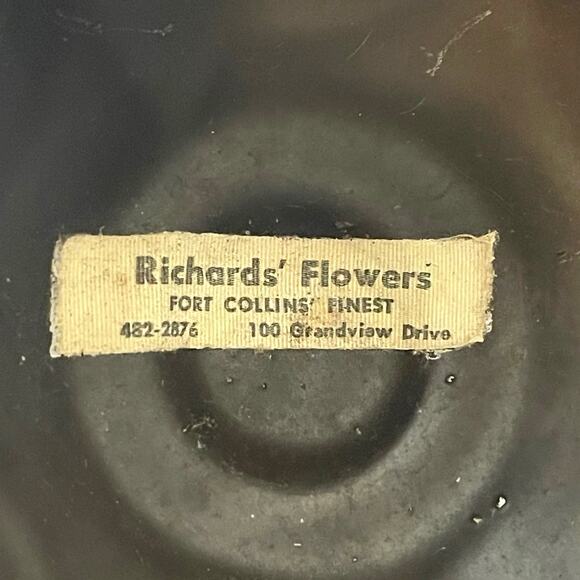 Richards' Flowers
FORT COLLINS' FINEST
482-2876 100 Grandview Drive